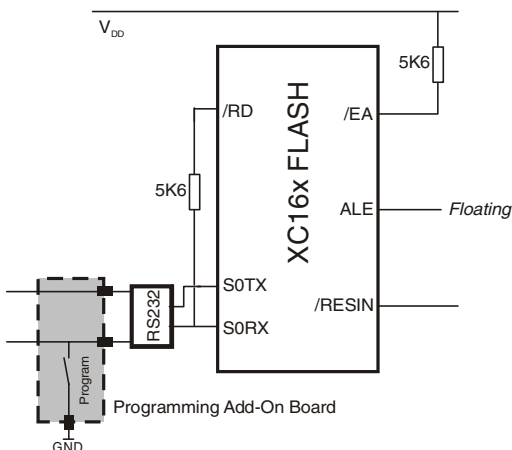 V_DD
5K6
XC16x FLASH
/RD
/EA
5K6
ALE
Floating
S0TX
RS232
/RESIN
S0RX
Program
Programming Add-On Board
GND